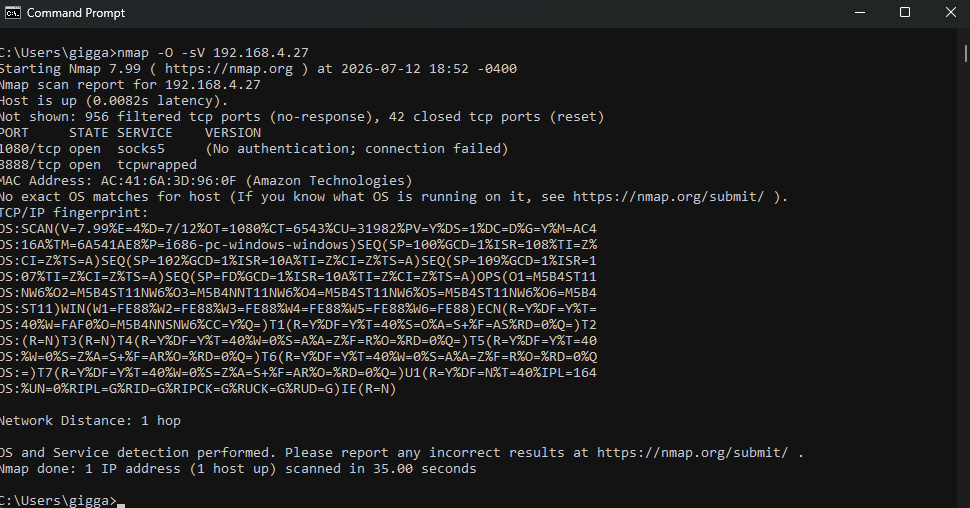 Command Prompt
C:\Users\gigga>nmap -O -sV 192.168.4.27
Starting Nmap 7.99 ( https://nmap.org ) at 2026-07-12 18:52 -0400
Nmap scan report for 192.168.4.27
Host is up (0.0082s latency).
Not shown: 956 filtered tcp ports (no-response), 42 closed tcp ports (reset)
PORT     STATE SERVICE    VERSION
1080/tcp open  socks5     (No authentication; connection failed)
8888/tcp open  tcpwrapped
MAC Address: AC:41:6A:3D:96:0F (Amazon Technologies)
No exact OS matches for host (If you know what OS is running on it, see https://nmap.org/submit/ ).
TCP/IP fingerprint:
OS:SCAN(V=7.99%E=4%D=7/12%OT=1080%CT=6543%CU=31982%PV=Y%DS=1%DC=D%G=Y%M=AC4
OS:16A%TM=6A541AE8%P=i686-pc-windows-windows)SEQ(SP=100%GCD=1%ISR=108%TI=Z%
OS:CI=Z%TS=A)SEQ(SP=102%GCD=1%ISR=10A%TI=Z%CI=Z%TS=A)SEQ(SP=109%GCD=1%ISR=1
OS:07%TI=Z%CI=Z%TS=A)SEQ(SP=FD%GCD=1%ISR=10A%TI=Z%CI=Z%TS=A)OPS(O1=M5B4ST11
OS:NW6%O2=M5B4ST11NW6%O3=M5B4NNT11NW6%O4=M5B4ST11NW6%O5=M5B4ST11NW6%O6=M5B4
OS:ST11)WIN(W1=FE88%W2=FE88%W3=FE88%W4=FE88%W5=FE88%W6=FE88)ECN(R=Y%DF=Y%T=
OS:40%W=FAF0%O=M5B4NNSNW6%CC=Y%Q=)T1(R=Y%DF=Y%T=40%S=O%A=S+%F=AS%RD=0%Q=)T2
OS:(R=N)T3(R=N)T4(R=Y%DF=Y%T=40%W=0%S=A%A=Z%F=R%O=%RD=0%Q=)T5(R=Y%DF=Y%T=40
OS:%W=0%S=Z%A=S+%F=AR%O=%RD=0%Q=)T6(R=Y%DF=Y%T=40%W=0%S=A%A=Z%F=R%O=%RD=0%Q
OS:=)T7(R=Y%DF=Y%T=40%W=0%S=Z%A=S+%F=AR%O=%RD=0%Q=)U1(R=Y%DF=N%T=40%IPL=164
OS:%UN=0%RIPL=G%RID=G%RIPCK=G%RUCK=G%RUD=G)IE(R=N)
Network Distance: 1 hop
OS and Service detection performed. Please report any incorrect results at https://nmap.org/submit/ .
Nmap done: 1 IP address (1 host up) scanned in 35.00 seconds
C:\Users\gigga>